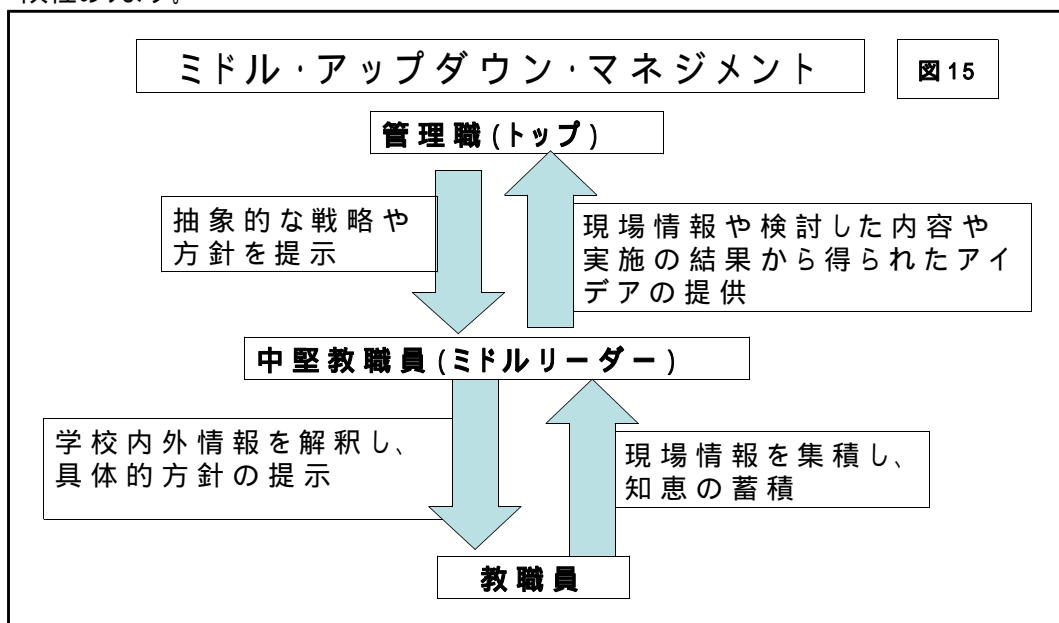 ミドル・アップダウン・マネジメント
図15
管理職(トップ)
抽象的な戦略や
方針を提示
現場情報や検討した内容や
実施の結果から得られたアイ
デアの提供
中堅教職員(ミドルリーダー)
学校内外情報を解釈し、
具体的方針の提示
現場情報を集積し、
知恵の蓄積
教職員